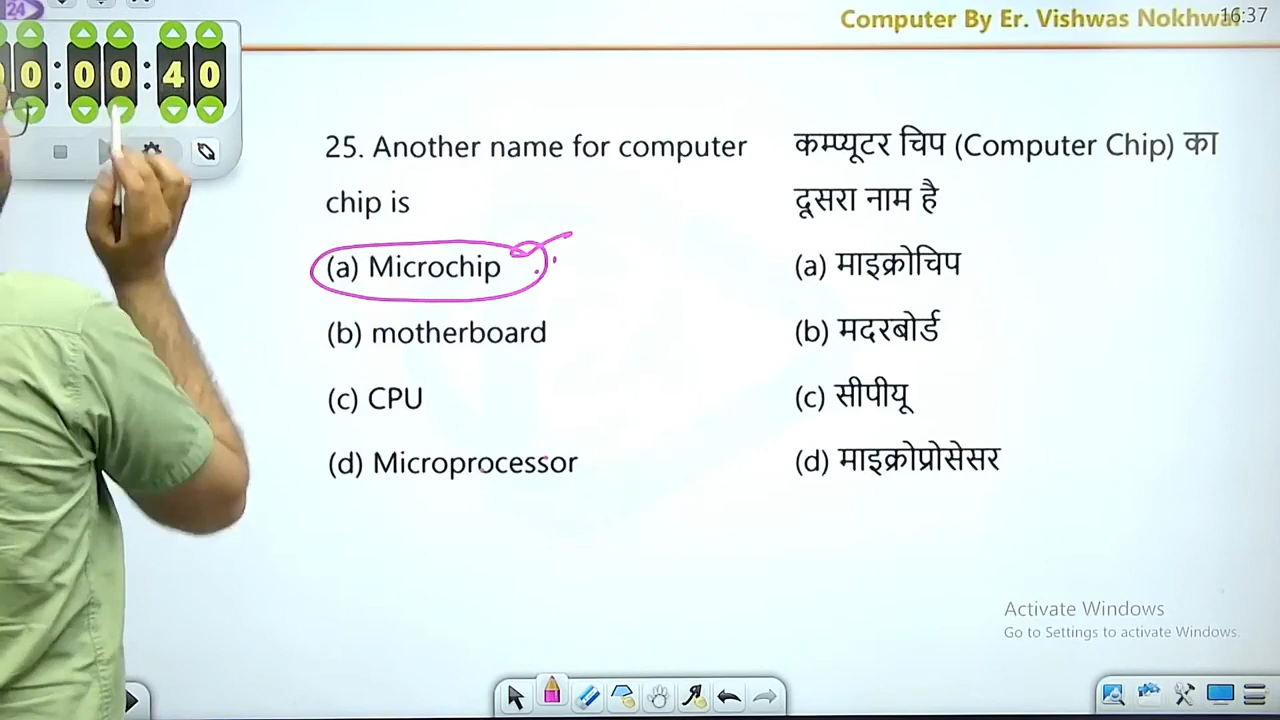 24
Computer By Er. Vishwas Nokhwal
16:37
0:00:40
25. Another name for computer
chip is
(a) Microchip
(b) motherboard
(c) CPU
(d) Microprocessor
कम्प्यूटर चिप (Computer Chip) का
दूसरा नाम है
(a) माइक्रोचिप
(b) मदरबोर्ड
(c) सीपीयू
(d) माइक्रोप्रोसेसर
Activate Windows
Go to Settings to activate Windows.